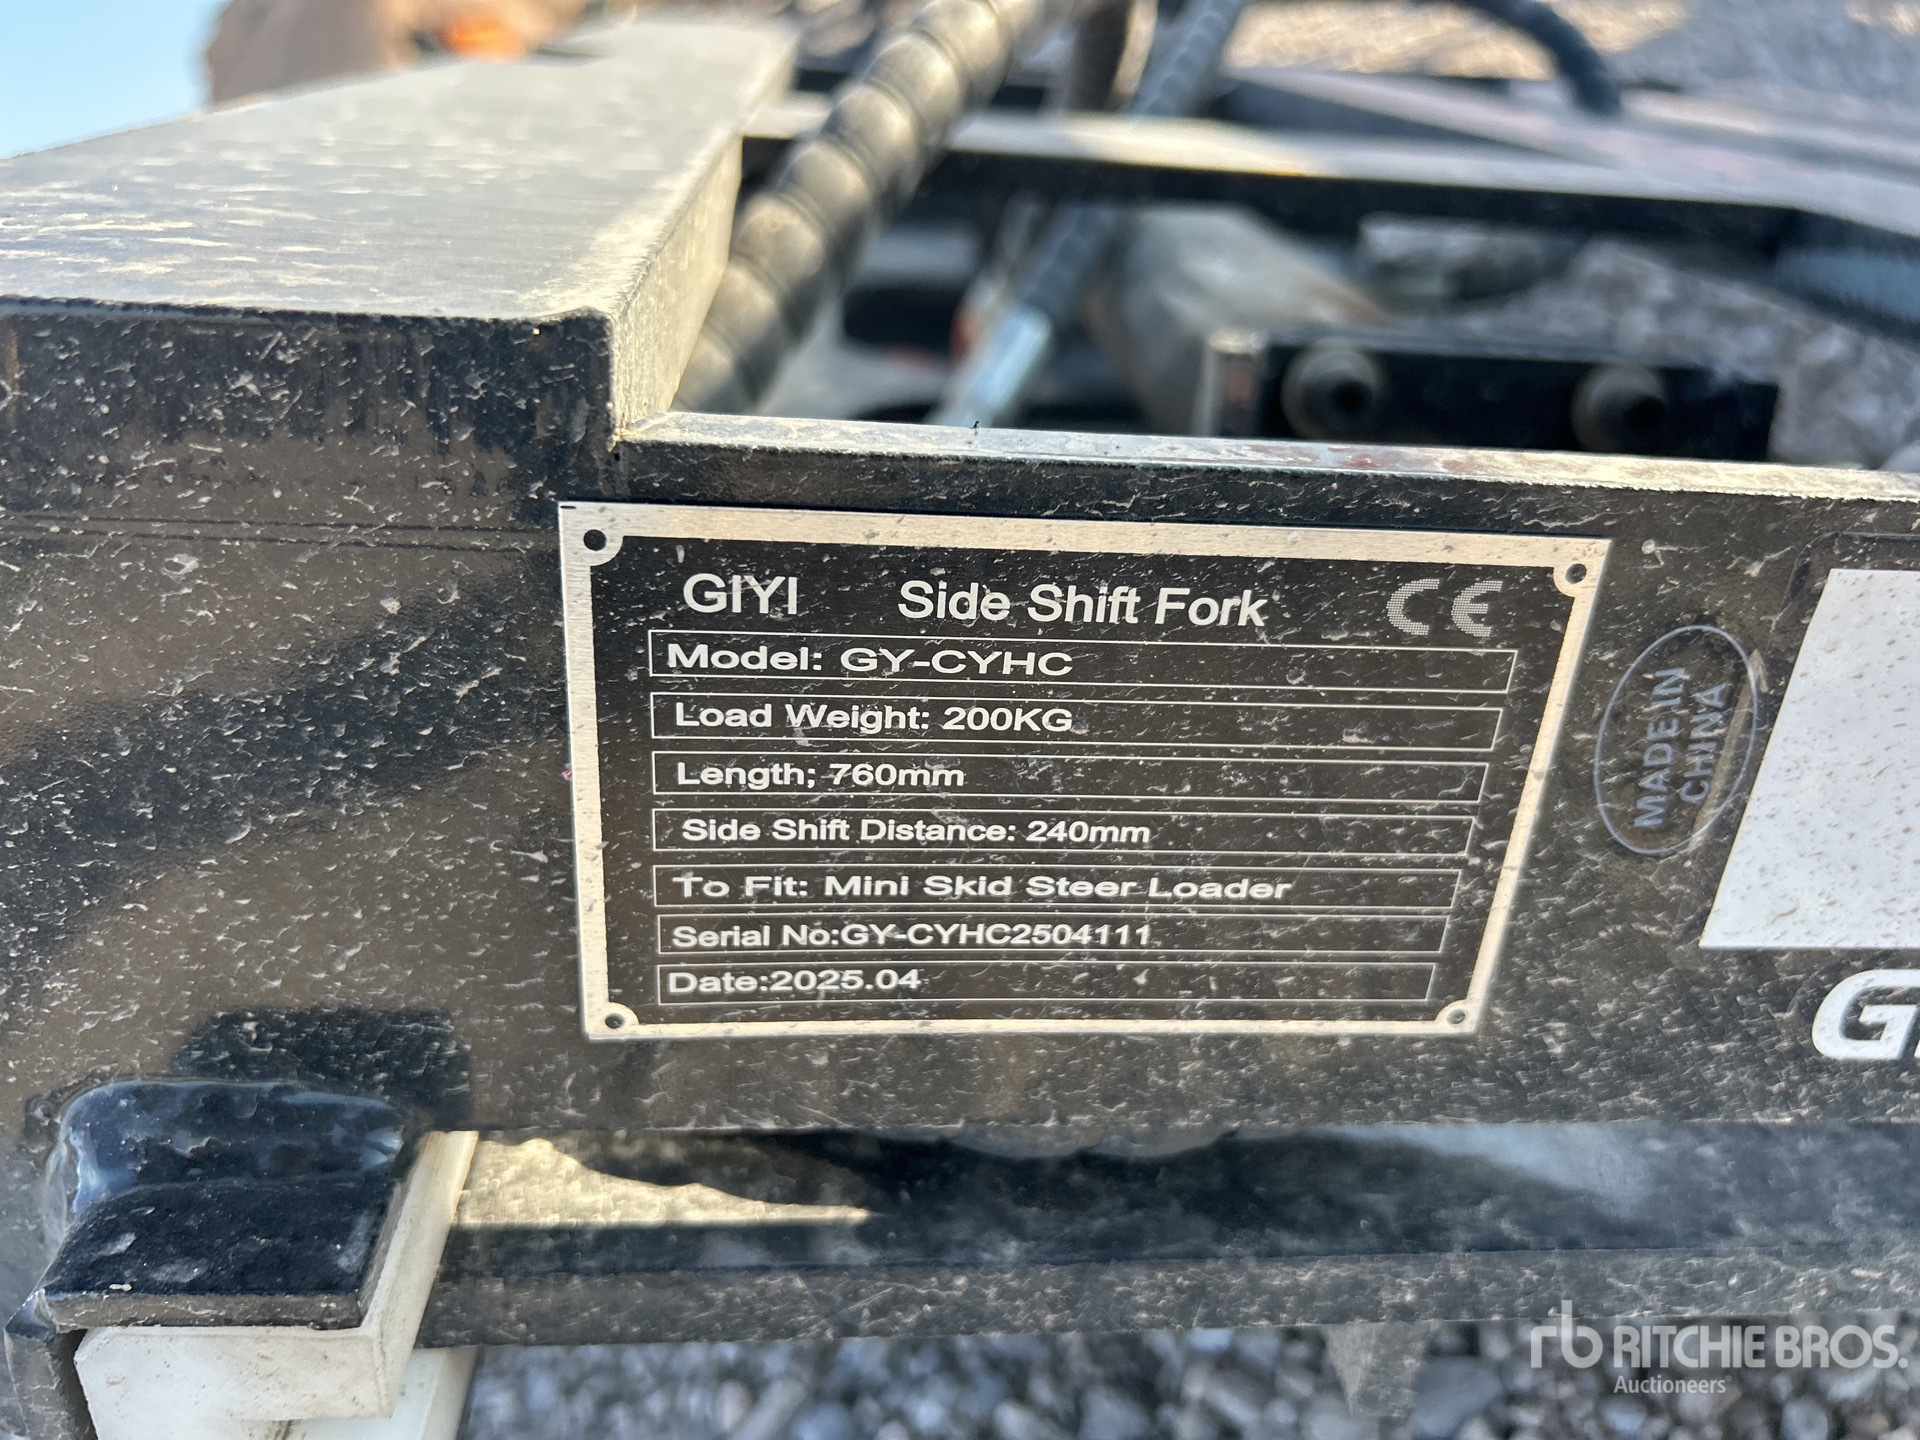 GIYI Side Shift Fork CE
Model: GY-CYHC
Load Weight: 200KG
Length; 760mm
Side Shift Distance: 240mm
To Fit: Mini Skid Steer Loader
Serial No:GY-CYHC2504111
Date:2025.04
MADE IN
CHINA
G
rb RITCHIE BROS.
Auctioneers